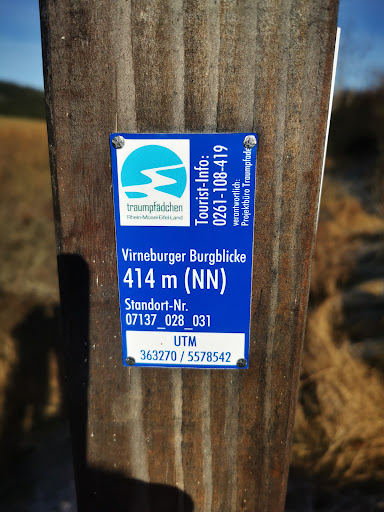 traumpfädchen
Rhein-Mosel-Eifel-Land
Tourist-Info:
0261-108-419
verantwortlich:
Projektbüro Traumpfade
Virneburger Burgblicke
414 m (NN)
Standort-Nr.
07137_028_031
UTM
363270 / 5578542